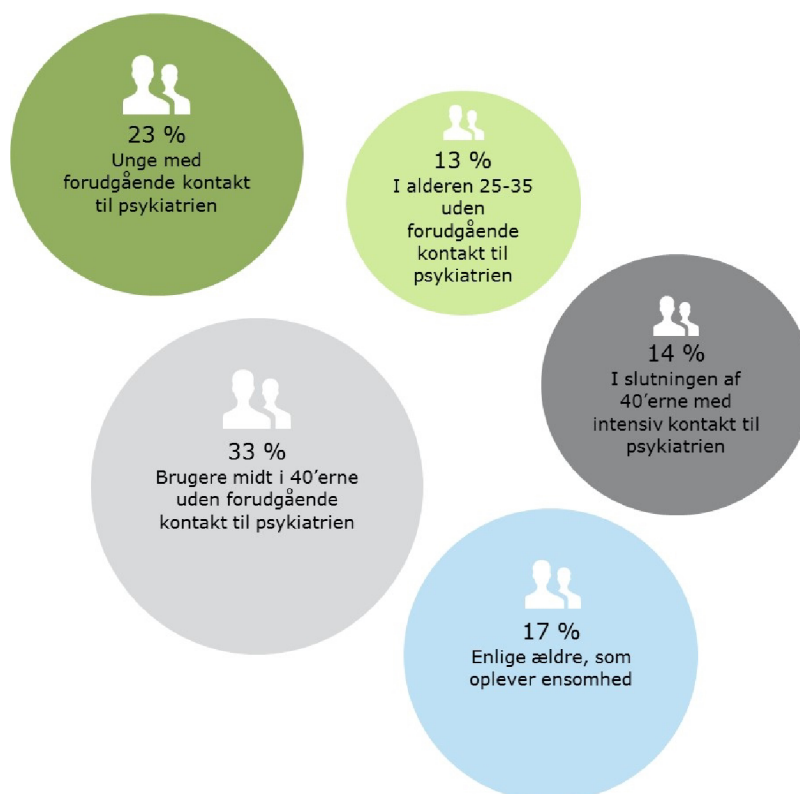 23 %
Unge med
forudgående kontakt
til psykiatrien
13 %
I alderen 25-35
uden
forudgående
kontakt til
psykiatrien
14 %
I slutningen af
40´erne med
intensiv kontakt til
psykiatrien
33 %
Brugere midt i 40´erne
uden forudgående
kontakt til psykiatrien
17 %
Enlige ældre, som
oplever ensomhed